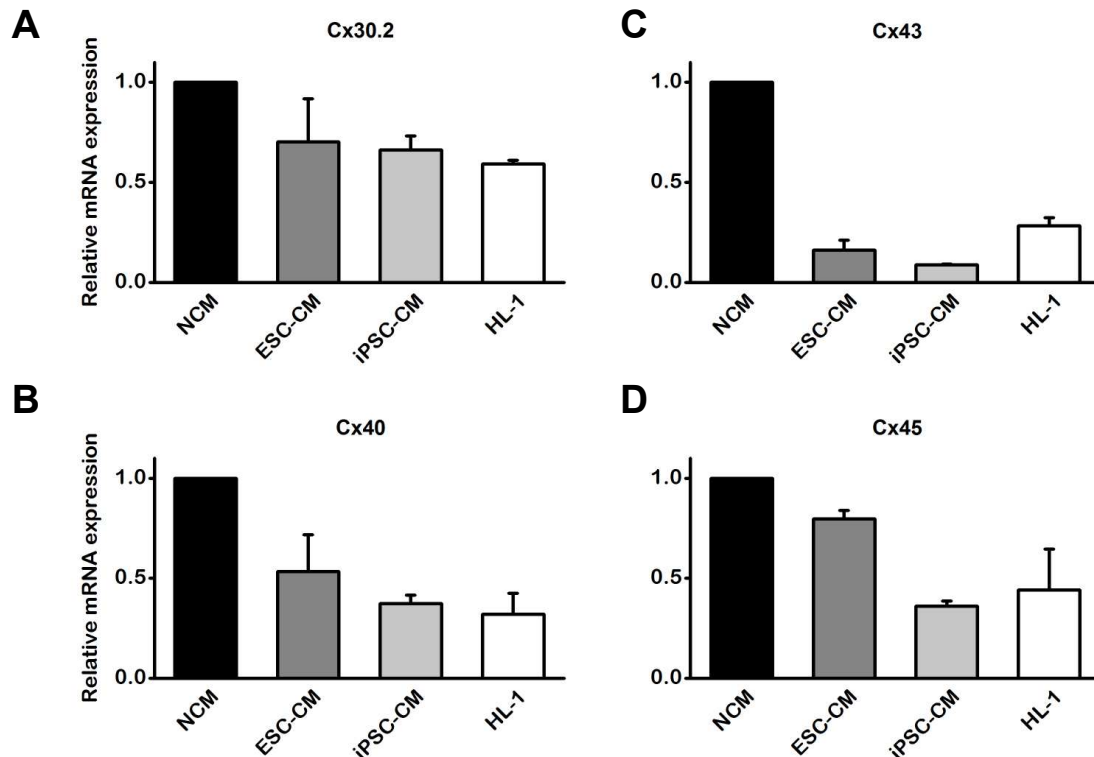 A
Cx30.2
Relative mRNA expression
1.0
0.5
0.0
NCM
ESC-CM
iPSC-CM
HL-1
C
Cx43
1.0
0.5
0.0
NCM
ESC-CM
iPSC-CM
HL-1
B
Cx40
Relative mRNA expression
1.0
0.5
0.0
NCM
ESC-CM
iPSC-CM
HL-1
D
Cx45
1.0
0.5
0.0
NCM
ESC-CM
iPSC-CM
HL-1